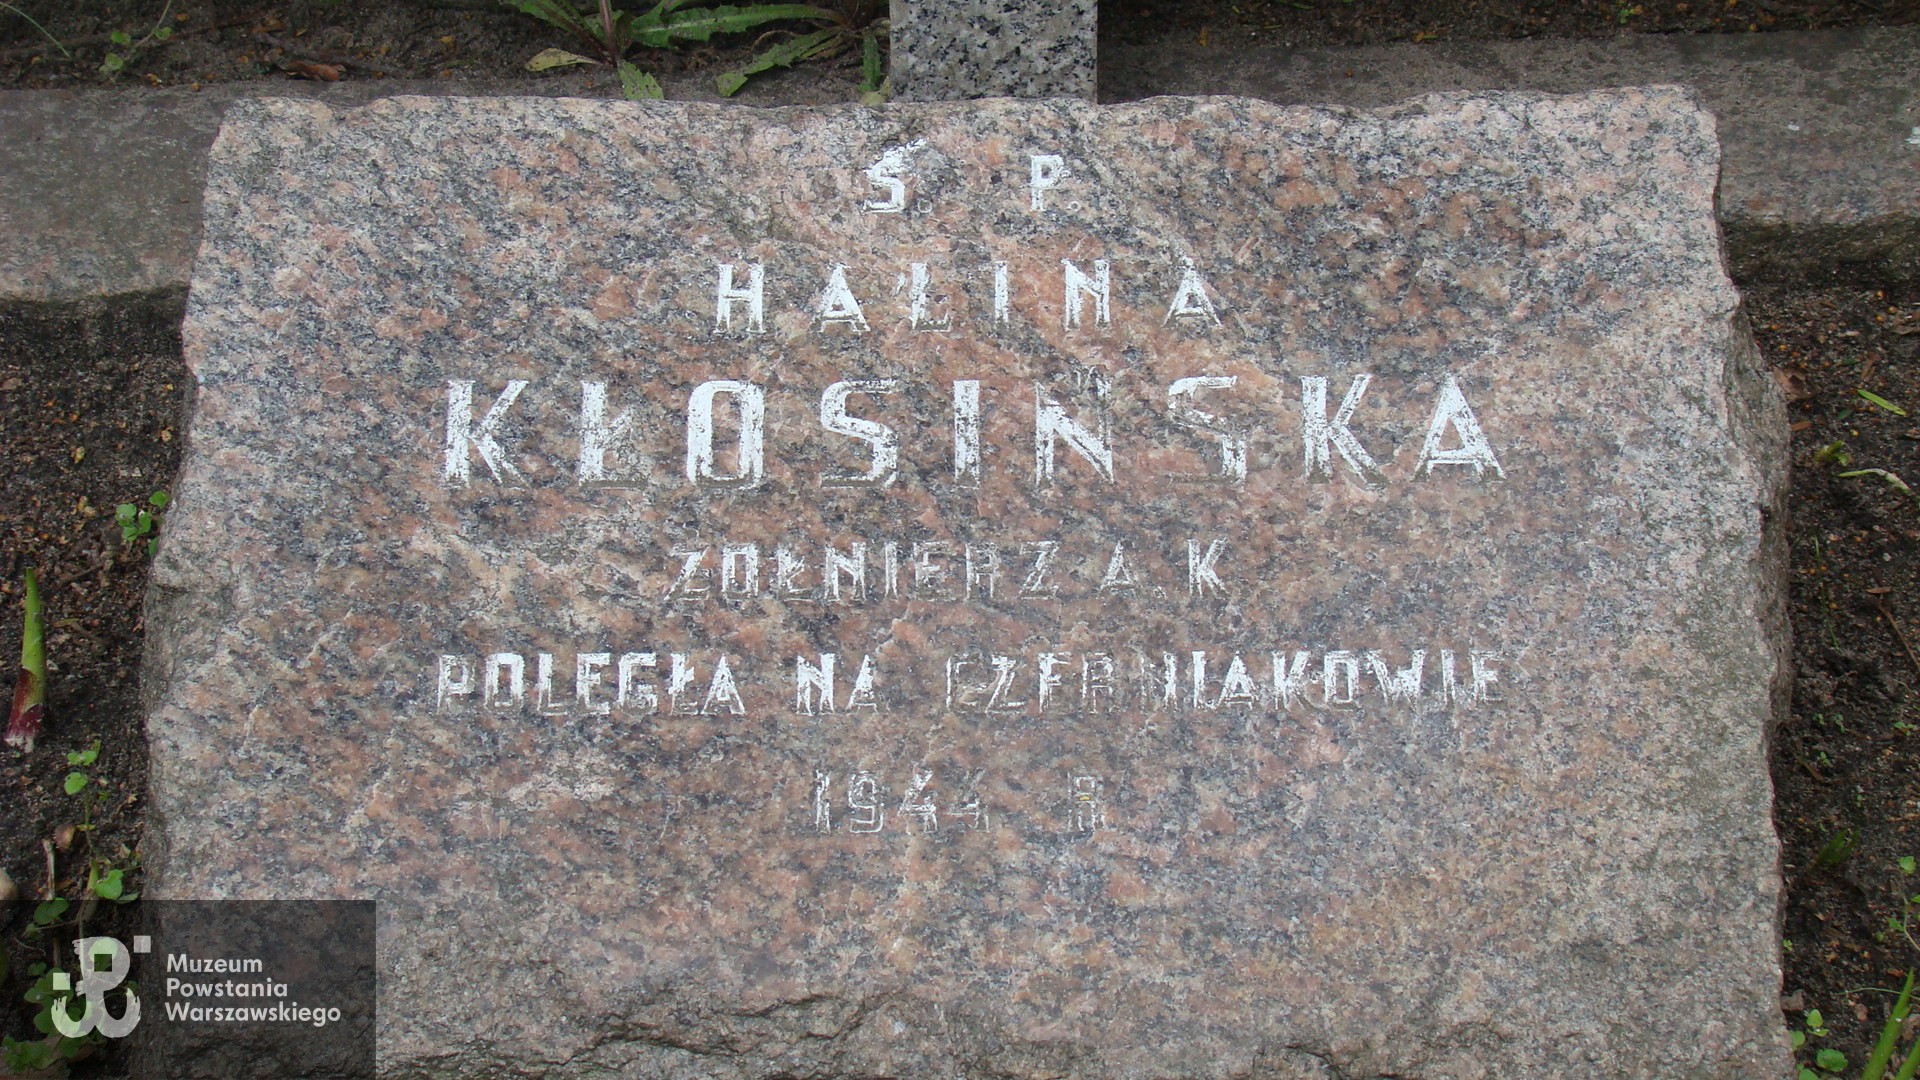 Ś. P.
HALINA
KŁOSIŃSKA
ŻOŁNIERZ A.K.
POLEGŁA NA CZERNIAKOWIE
1944 R
Muzeum
Powstania
Warszawskiego